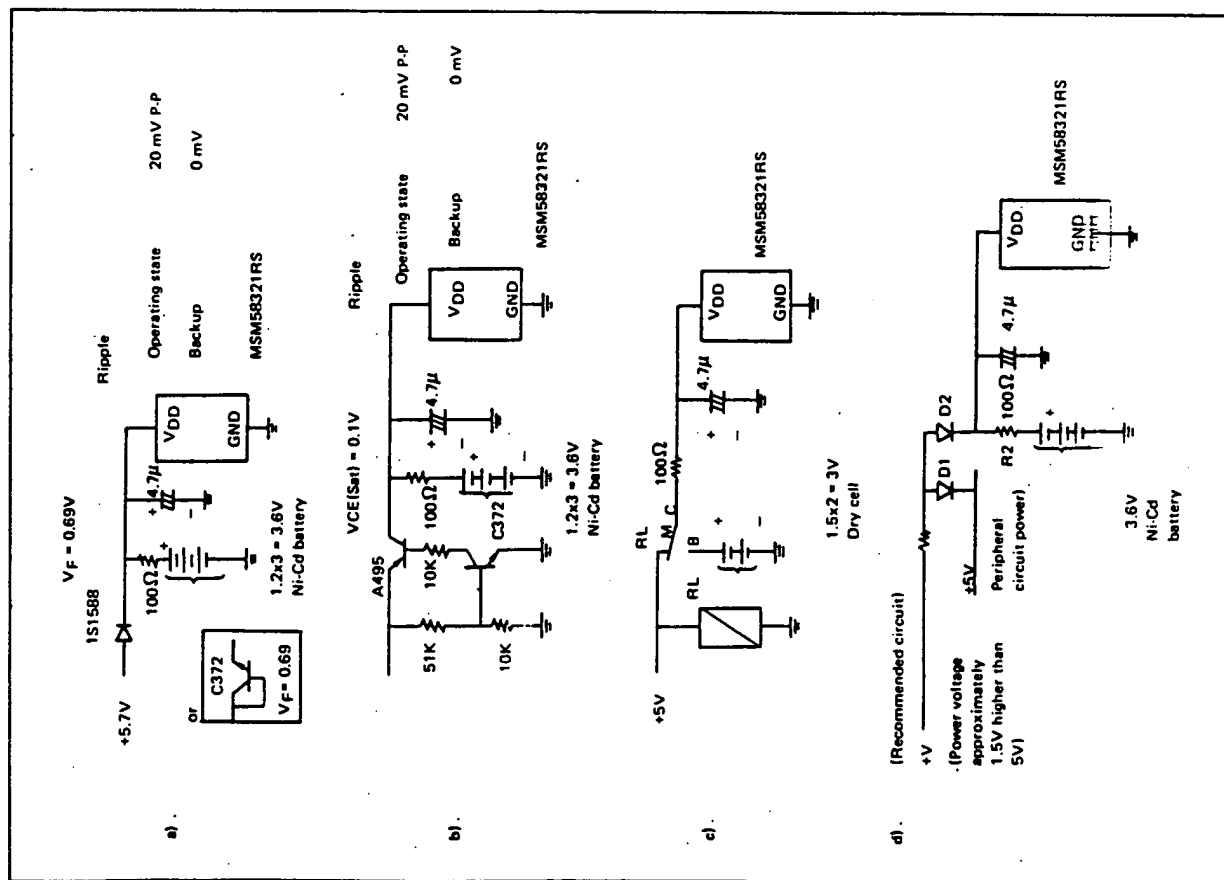 a).
+5.7V
1S1588
VF = 0.69V
or
C372
VF = 0.69
100Ω
+
1.2x3 = 3.6V
Ni-Cd battery
+
4.7μ
−
VDD
GND
MSM58321RS
Ripple
Operating state 20 mV P-P
Backup 0 mV
b).
A495
VCE(Sat) = 0.1V
51K
10K
10K
C372
100Ω
+
−
1.2x3 = 3.6V
Ni-Cd battery
+
4.7μ
−
VDD
GND
MSM58321RS
Ripple
Operating state 20 mV P-P
Backup 0 mV
c).
+5V
RL
RL
M
C
B
+
−
1.5x2 = 3V
Dry cell
100Ω
4.7μ
+
−
VDD
GND
MSM58321RS
d).
(Recommended circuit)
+V
(Power voltage
approximately
1.5V higher than
5V)
D1
D2
+5V
Peripheral
circuit power)
R2
100Ω
+
3.6V
Ni-Cd
battery
4.7μ
VDD
GND
MSM58321RS